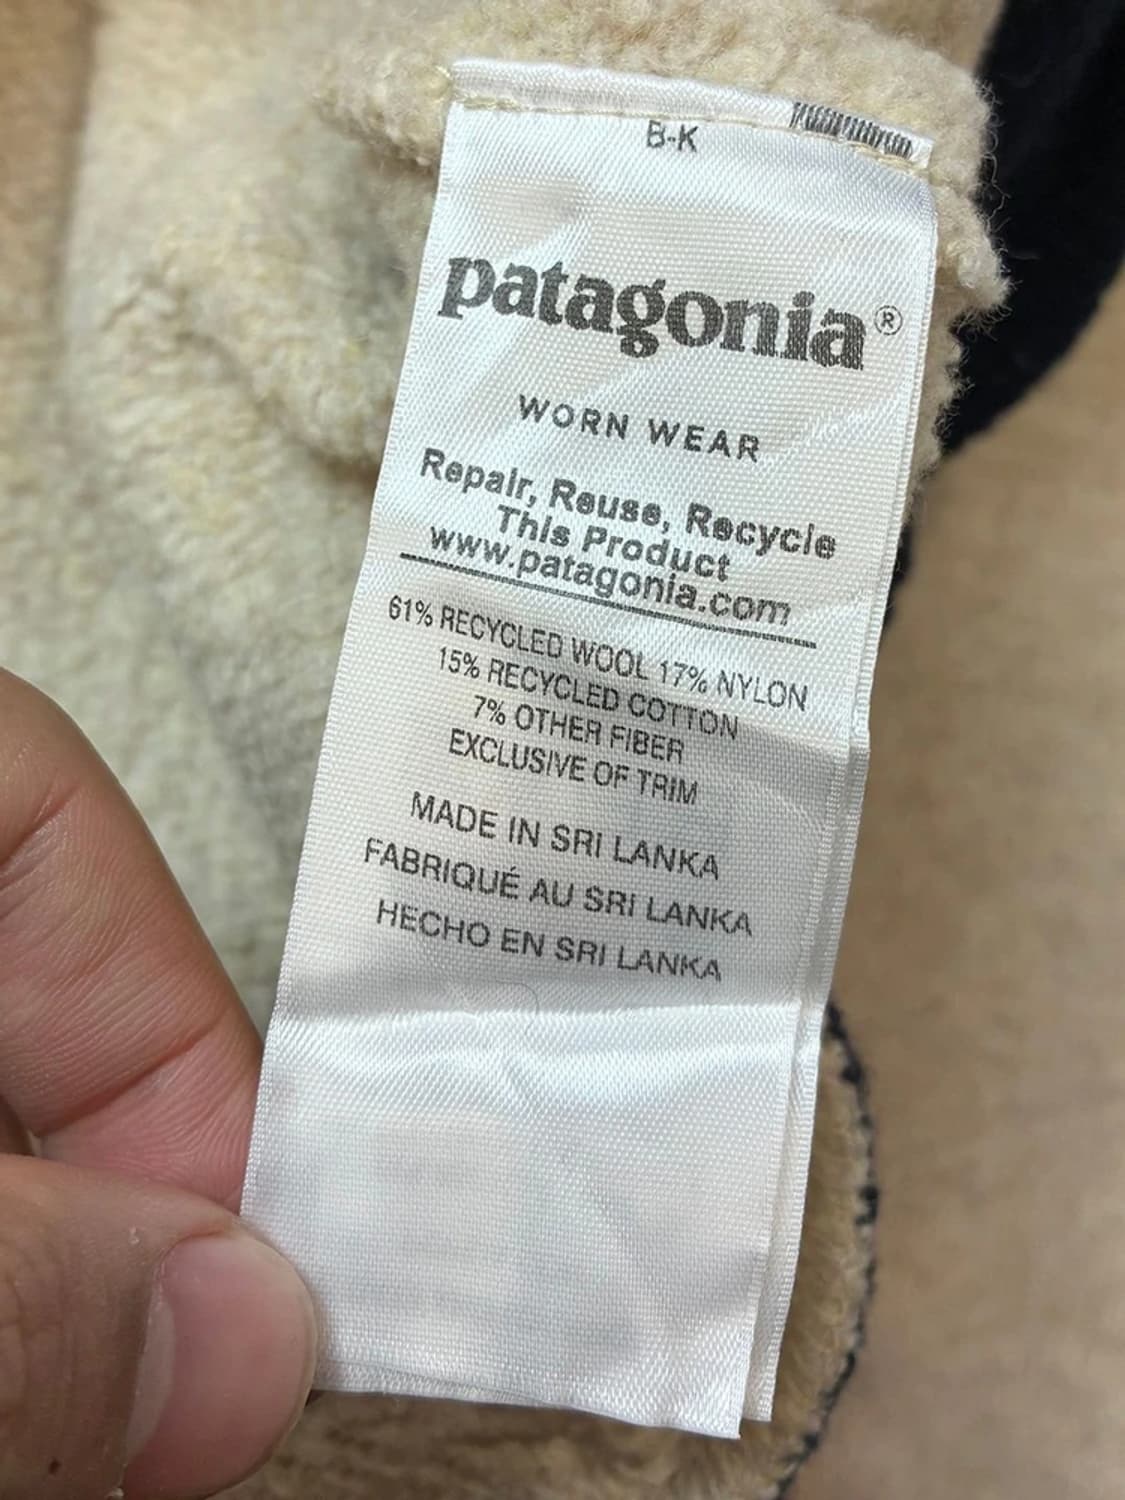 B-K
patagonia®
WORN WEAR
Repair, Reuse, Recycle
This Product
www.patagonia.com
61% RECYCLED WOOL 17% NYLON
15% RECYCLED COTTON
7% OTHER FIBER
EXCLUSIVE OF TRIM
MADE IN SRI LANKA
FABRIQUÉ AU SRI LANKA
HECHO EN SRI LANKA